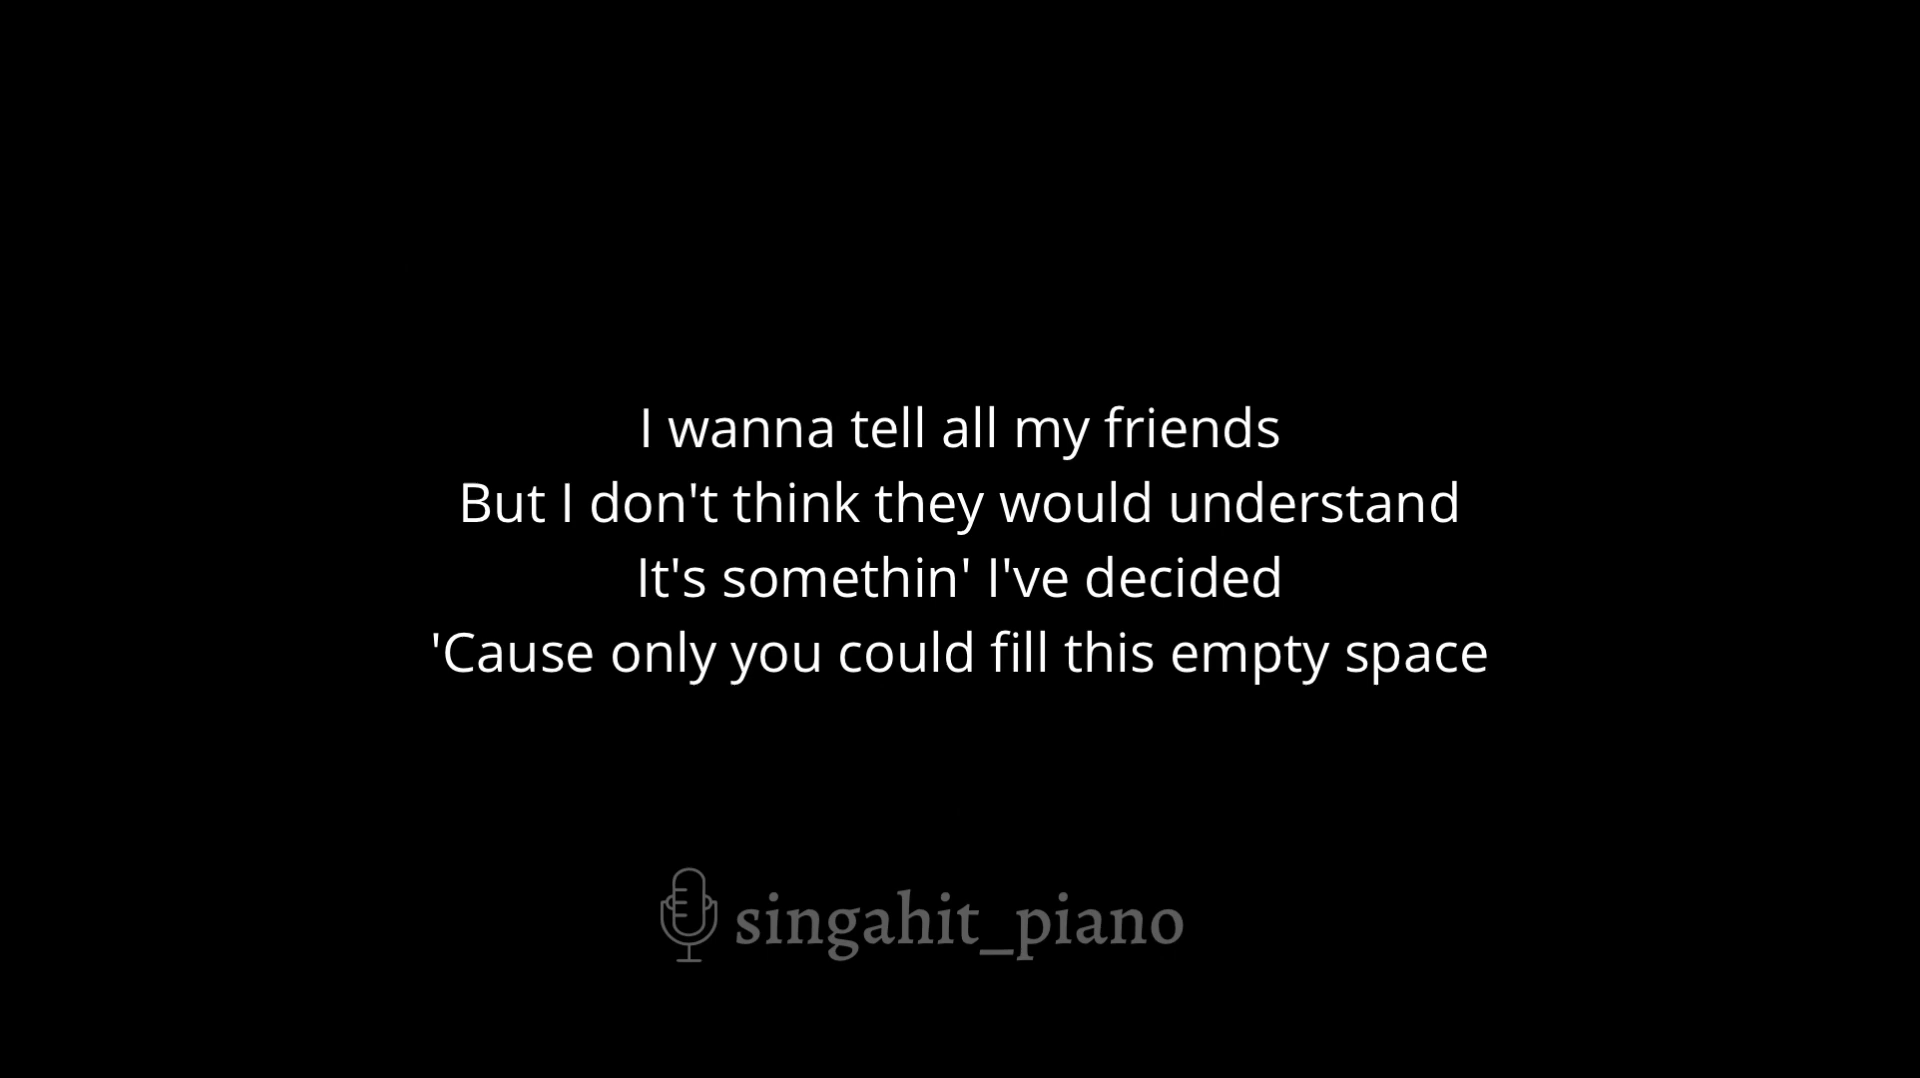 I wanna tell all my friends
But I don't think they would understand
It's somethin' I've decided
'Cause only you could fill this empty space
singahit_piano